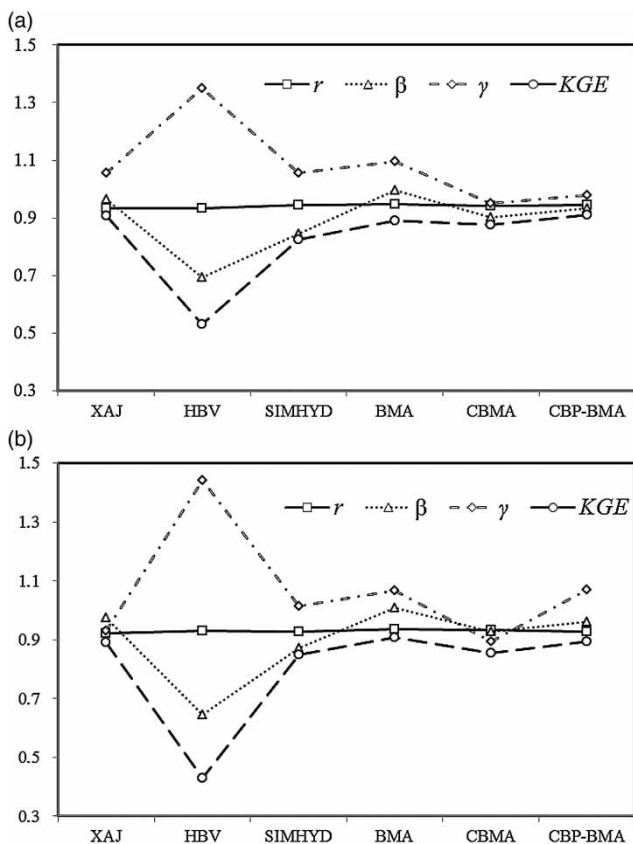 (a)
1.5
1.3
1.1
0.9
0.7
0.5
0.3
r β γ KGE
XAJ HBV SIMHYD BMA CBMA CBP-BMA
(b)
1.5
1.3
1.1
0.9
0.7
0.5
0.3
r β γ KGE
XAJ HBV SIMHYD BMA CBMA CBP-BMA